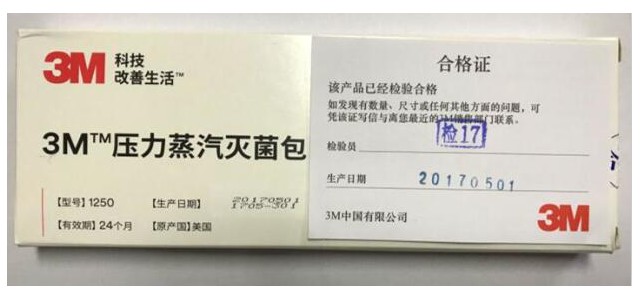 3M 科技
改善生活™
3M™压力蒸汽灭菌包
【型号】1250 【生产日期】 20170501
1705-301
【有效期】24个月 【原产国】美国
合格证
该产品已经检验合格
如发现有数量、尺寸或任何其他方面的问题，可
凭该证写信与离您最近的3M销售部门联系。
检验员 检17
生产日期 20170501
3M中国有限公司
3M